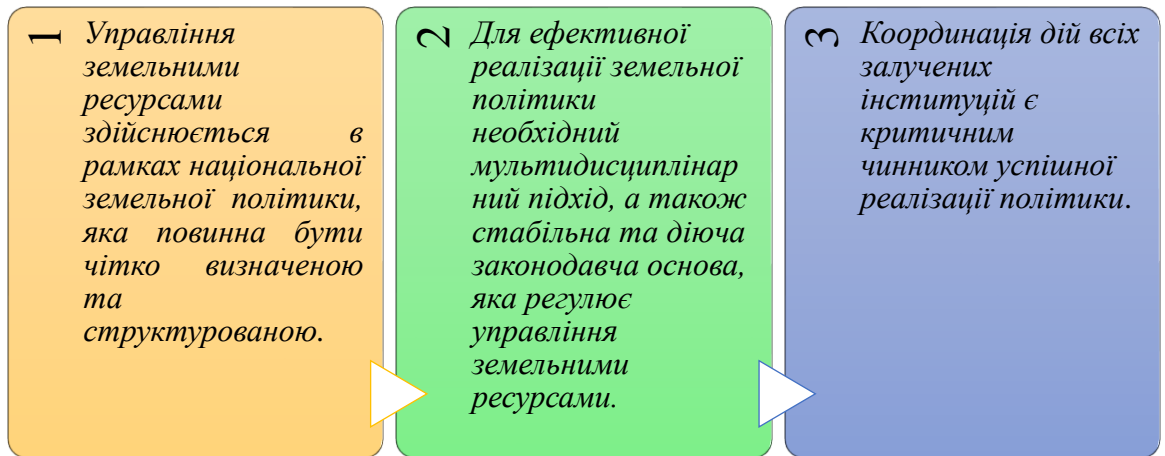 1
Управління
земельними
ресурсами
здійснюється в
рамках національної
земельної політики,
яка повинна бути
чітко визначеною
та
структурованою.
2
Для ефективної
реалізації земельної
політики
необхідний
мультидисциплінар
ний підхід, а також
стабільна та діюча
законодавча основа,
яка регулює
управління
земельними
ресурсами.
3
Координація дій всіх
залучених
інституцій є
критичним
чинником успішної
реалізації політики.